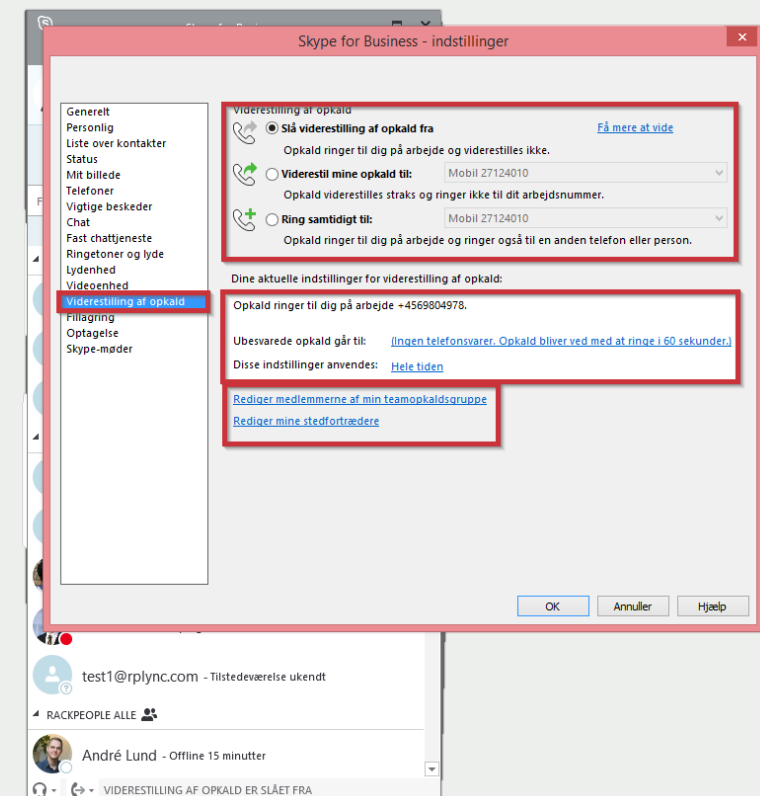 Skype for Business - indstillinger
Generelt
Personlig
Liste over kontakter
Status
Mit billede
Telefoner
Vigtige beskeder
Chat
Fast chattjeneste
Ringetoner og lyde
Lydenhed
Videoenhed
Viderestilling af opkald
Fillagring
Optagelse
Skype-møder
Viderestilling af opkald
Slå viderestilling af opkald fra
Få mere at vide
Opkald ringer til dig på arbejde og viderestilles ikke.
Viderestil mine opkald til:
Mobil 27124010
Opkald viderestilles straks og ringer ikke til dit arbejdsnummer.
Ring samtidigt til:
Mobil 27124010
Opkald ringer til dig på arbejde og ringer også til en anden telefon eller person.
Dine aktuelle indstillinger for viderestilling af opkald:
Opkald ringer til dig på arbejde +4569804978.
Ubesvarede opkald går til: (Ingen telefonsvarer. Opkald bliver ved med at ringe i 60 sekunder.)
Disse indstillinger anvendes: Hele tiden
Rediger medlemmerne af min teamopkaldsgruppe
Rediger mine stedfortrædere
OK
Annuller
Hjælp
test1@rplync.com - Tilstedeværelse ukendt
RACKPEOPLE ALLE
André Lund - Offline 15 minutter
VIDERESTILLING AF OPKALD ER SLÅET FRA